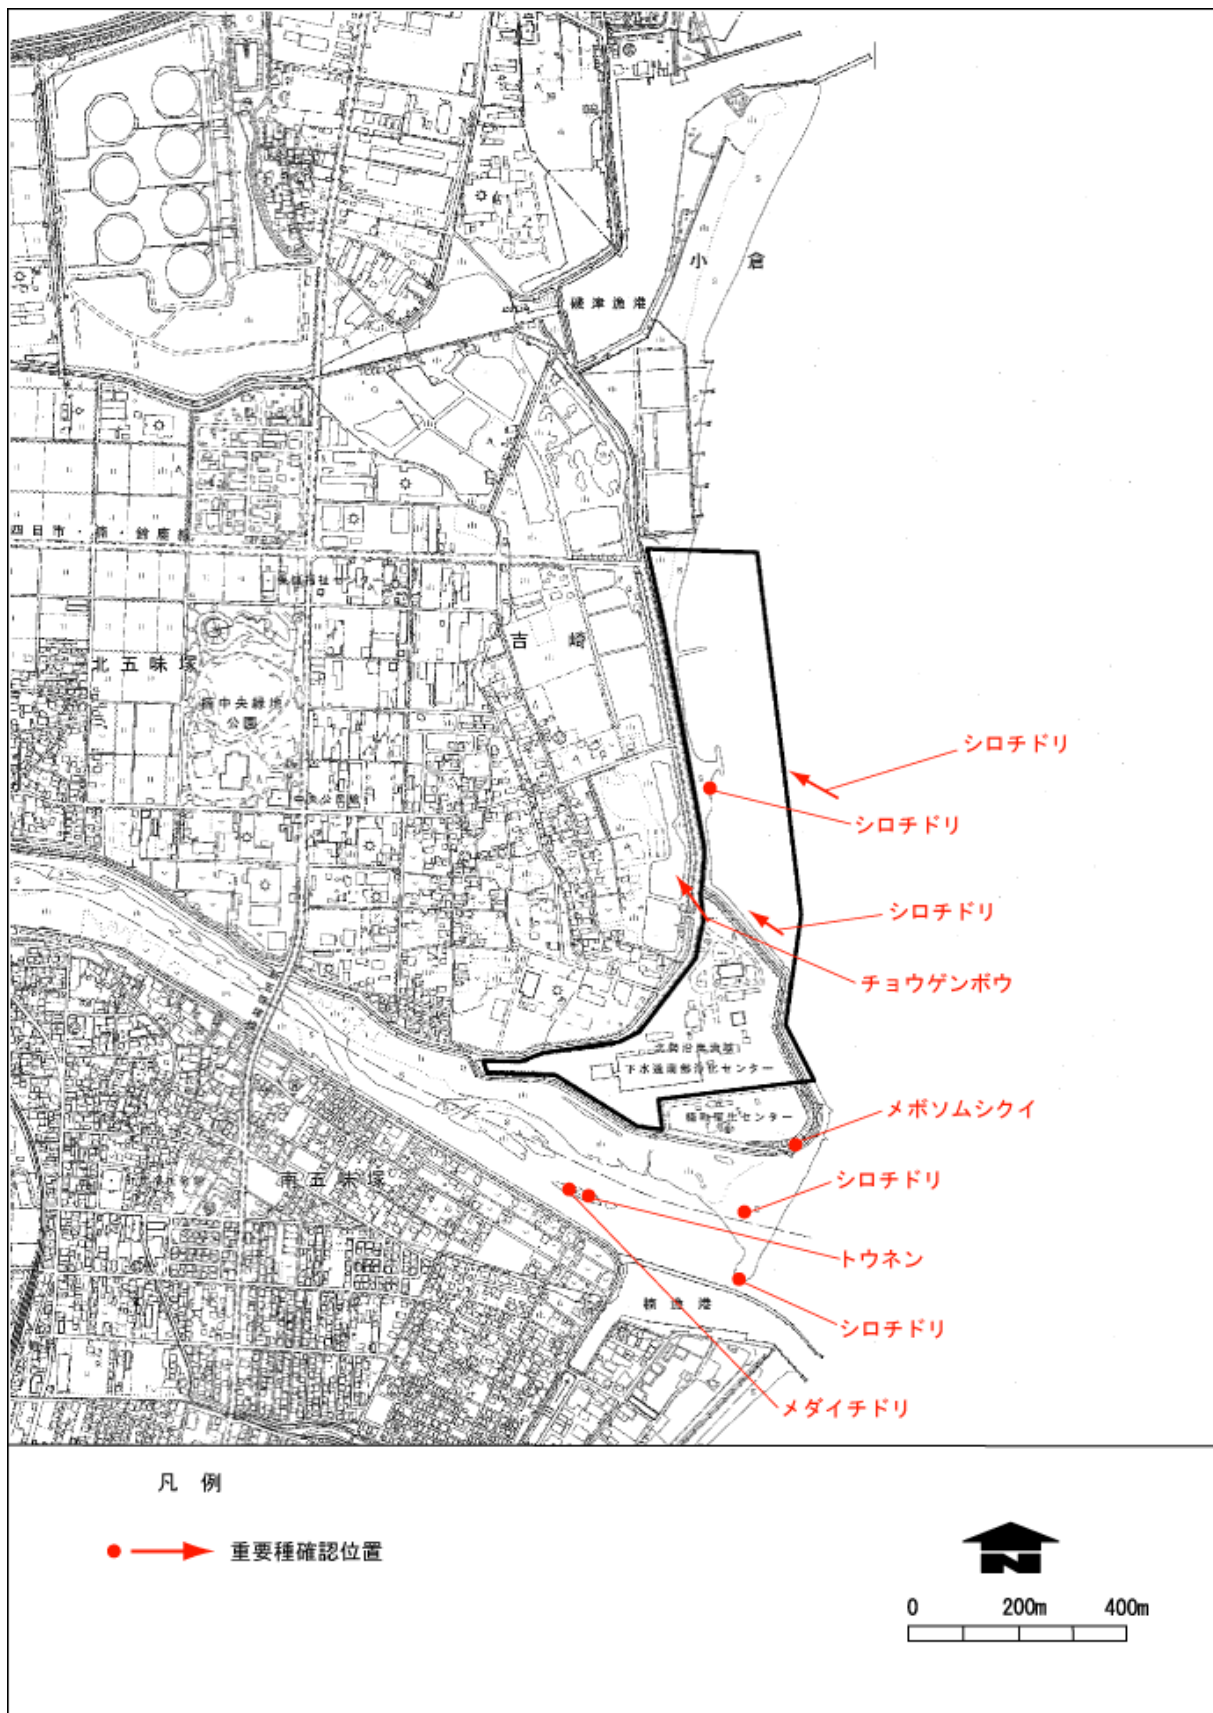 小倉
磯津漁港
四日市・楠・鈴鹿線
吉崎
北五味塚
楠中央緑地
公園
シロチドリ
シロチドリ
シロチドリ
チョウゲンボウ
下水道南部浄化センター
メボソムシクイ
南五味塚
シロチドリ
トウネン
楠漁港
シロチドリ
メダイチドリ
凡例
重要種確認位置
N
0 200m 400m